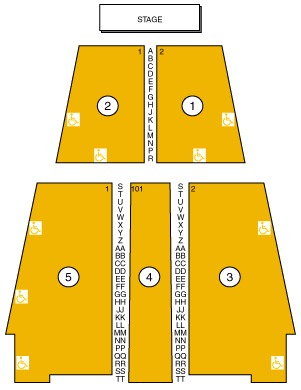 STAGE
1 A 2
B
C
D
E
F
G
2 H 1
J
K
L
M
N
P
R
1 S 101 S 2
T T
U U
V V
W W
X X
Y Y
Z Z
AA AA
BB BB
CC CC
DD DD
5 EE 4 EE 3
FF FF
GG GG
HH HH
JJ JJ
KK KK
LL LL
MM MM
NN NN
PP PP
QQ QQ
RR RR
SS SS
TT TT